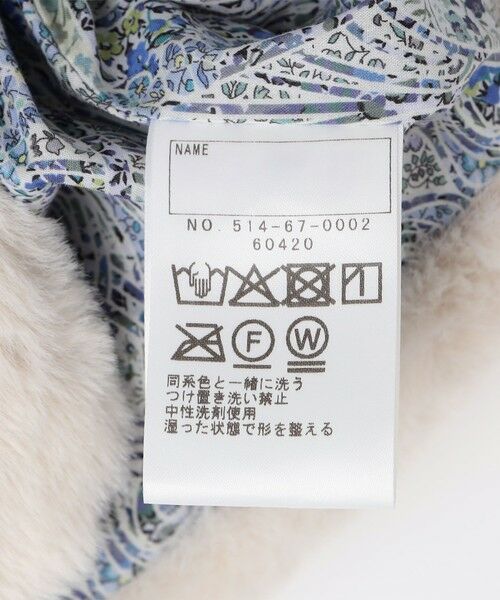 NAME
NO. 514-67-0002
60420
F
W
同系色と一緒に洗う
つけ置き洗い禁止
中性洗剤使用
湿った状態で形を整える